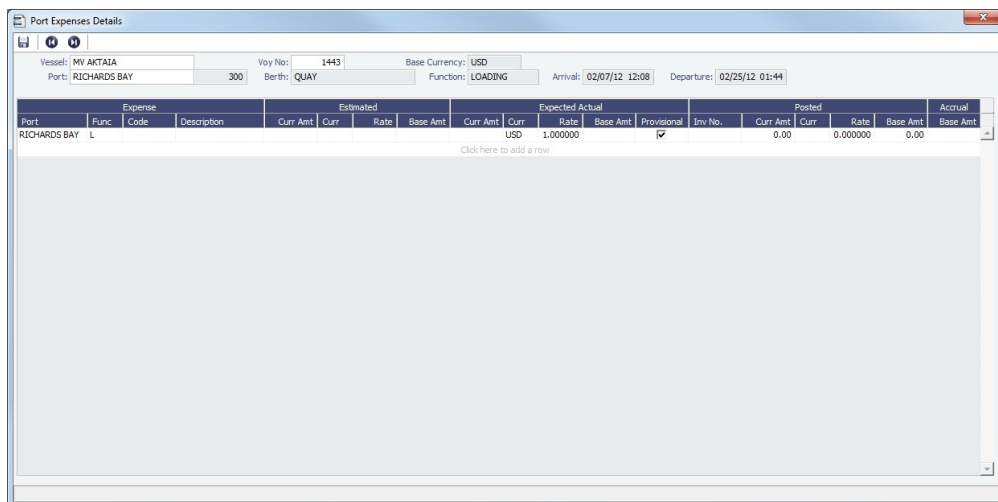 Port Expenses Details
Vessel: MV AKTAIA Voy No: 1443 Base Currency: USD
Port: RICHARDS BAY 300 Berth: QUAY Function: LOADING Arrival: 02/07/12 12:08 Departure: 02/25/12 01:44
Expense Estimated Expected Actual Posted Accrual
Port Func Code Description Curr Amt Curr Rate Base Amt Curr Amt Curr Rate Base Amt Provisional Inv No. Curr Amt Curr Rate Base Amt Base Amt
RICHARDS BAY L USD 1.000000 0.00 0.000000 0.00
Click here to add a row